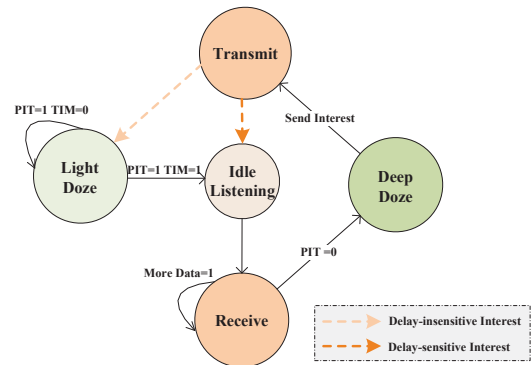 Transmit
PIT=1 TIM=0
Send Interest
Light
Doze
PIT=1 TIM=1
Idle
Listening
Deep
Doze
PIT =0
More Data=1
Receive
Delay-insensitive Interest
Delay-sensitive Interest